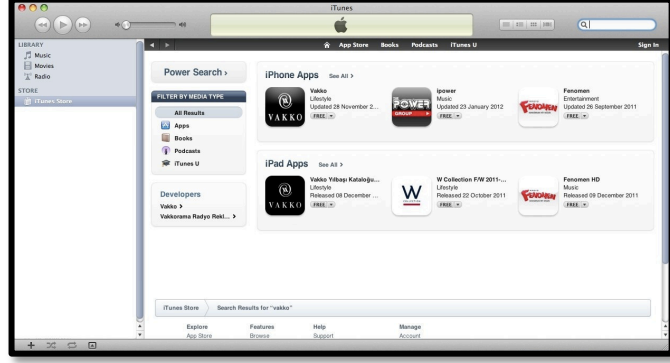 iTunes
LIBRARY
Music
Movies
Radio
STORE
iTunes Store
App Store Books Podcasts iTunes U Sign In
Power Search >
FILTER BY MEDIA TYPE
All Results
Apps
Books
Podcasts
iTunes U
Developers
Vakko >
Vakkorama Radyo Rekl... >
iPhone Apps See All >
VAKKO
Vakko
Lifestyle
Updated 28 November 2...
FREE
POWER
GROUP
ipower
Music
Updated 23 January 2012
FREE
FENOMEN
Fenomen
Entertainment
Updated 26 September 2011
FREE
iPad Apps See All >
VAKKO
Vakko Yılbaşı Kataloğu...
Lifestyle
Released 08 December ...
FREE
W
W Collection F/W 2011-...
Lifestyle
Released 22 October 2011
FREE
FENOMEN
Fenomen HD
Music
Released 09 December 2011
FREE
iTunes Store Search Results for "vakko"
Explore Features Help Manage
App Store Browse Support Account